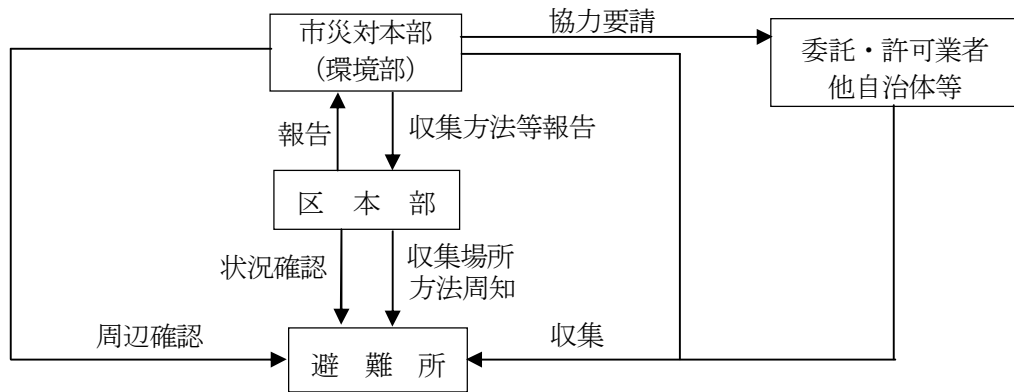 協力要請
市災対本部
（環境部）
委託・許可業者
他自治体等
報告
収集方法等報告
区　本　部
状況確認
収集場所
方法周知
周辺確認
収集
避　難　所